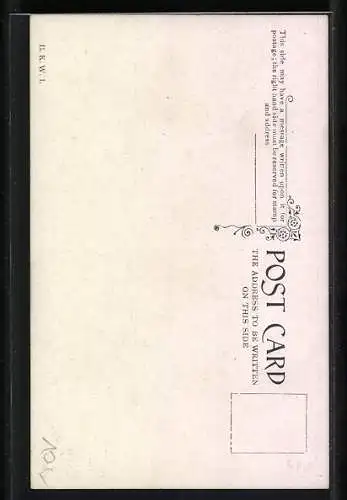 This side may have a message written upon it for
postage; the right hand side must be reserved for stamp
and address
POST CARD
THE ADDRESS TO BE WRITTEN
ON THIS SIDE
B. K. W. I.